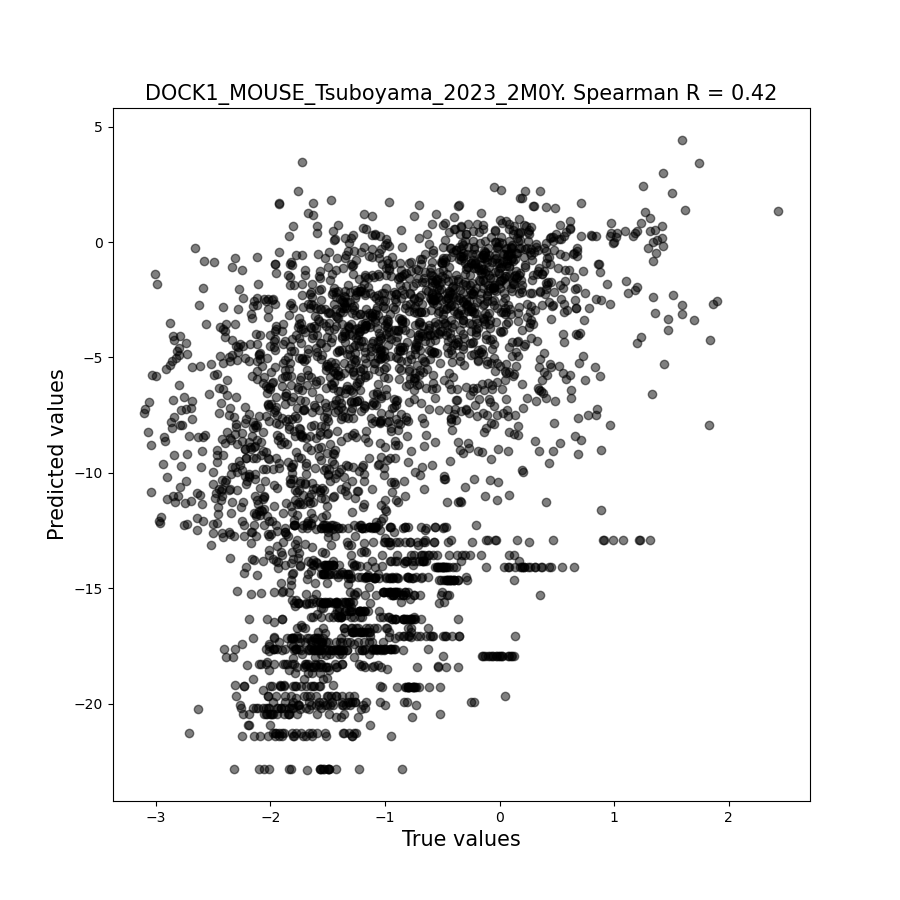 DOCK1_MOUSE_Tsuboyama_2023_2M0Y. Spearman R = 0.42
5
0
−5
−10
−15
−20
Predicted values
−3 −2 −1 0 1 2
True values